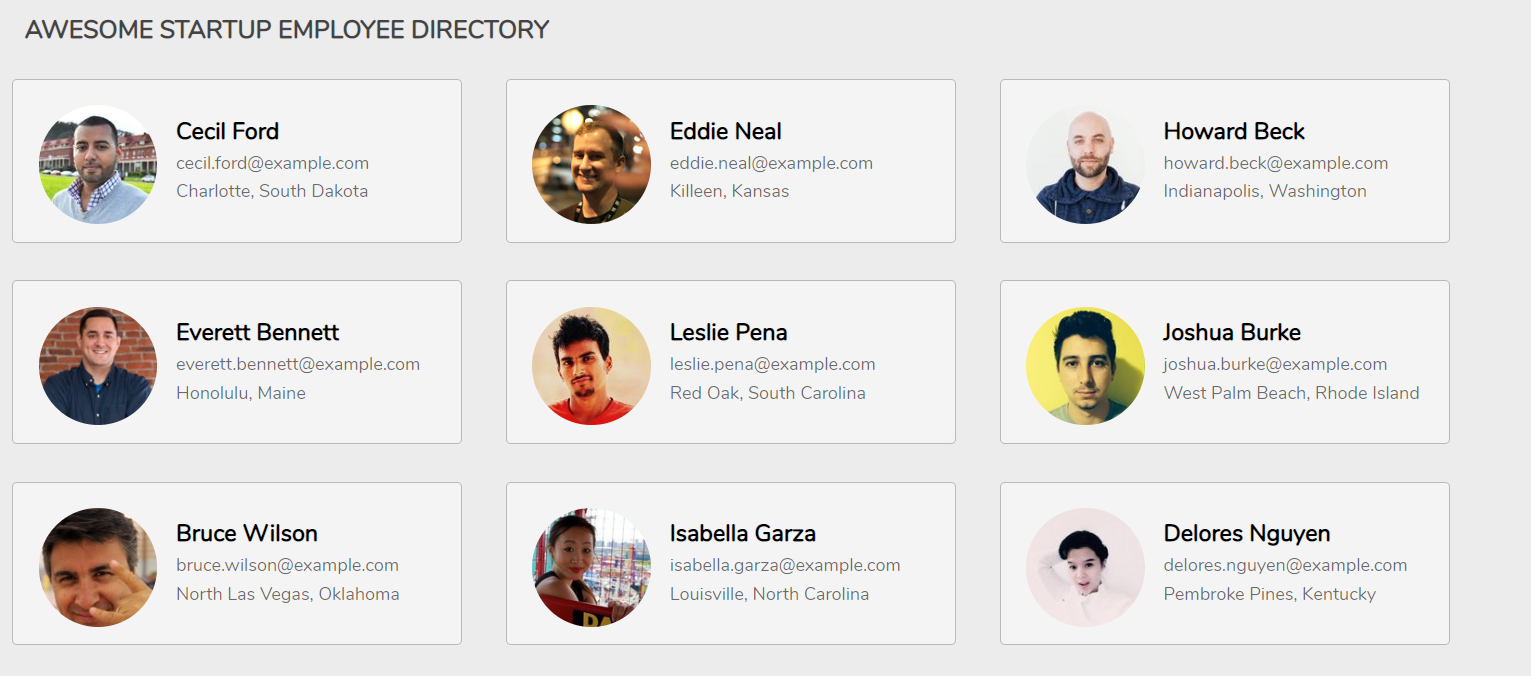 AWESOME STARTUP EMPLOYEE DIRECTORY
Cecil Ford
cecil.ford@example.com
Charlotte, South Dakota
Eddie Neal
eddie.neal@example.com
Killeen, Kansas
Howard Beck
howard.beck@example.com
Indianapolis, Washington
Everett Bennett
everett.bennett@example.com
Honolulu, Maine
Leslie Pena
leslie.pena@example.com
Red Oak, South Carolina
Joshua Burke
joshua.burke@example.com
West Palm Beach, Rhode Island
Bruce Wilson
bruce.wilson@example.com
North Las Vegas, Oklahoma
Isabella Garza
isabella.garza@example.com
Louisville, North Carolina
Delores Nguyen
delores.nguyen@example.com
Pembroke Pines, Kentucky